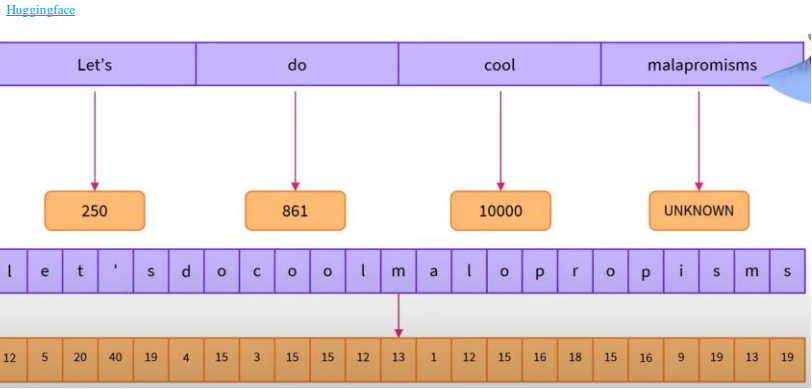 Huggingface
Let's do cool malapromisms
250 861 10000 UNKNOWN
l e t ' s d o c o o l m a l o p r o p i s m s
12 5 20 40 19 4 15 3 15 15 12 13 1 12 15 16 18 15 16 9 19 13 19